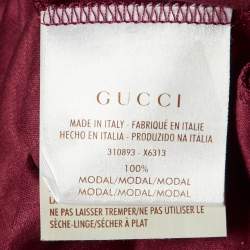 GUCCI
MADE IN ITALY - FABRIQUÉ EN ITALIE
HECHO EN ITALIA - PRODUZIDO NA ITÁLIA
310893 - X6313
100%
MODAL/MODAL/MODAL
MODAL/MODAL/MODAL
NE PAS LAISSER TREMPER/NE PAS UTILISER LE
SÈCHE-LINGE/SÉCHER À PLAT